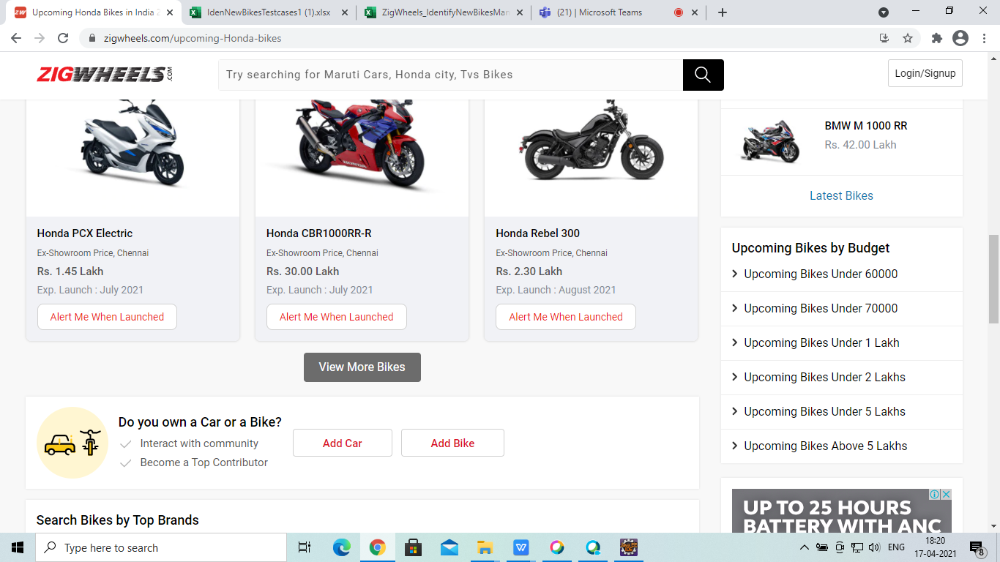 Upcoming Honda Bikes in India
IdenNewBikesTestcases1 (1).xlsx
ZigWheels_IdentifyNewBikesMan
(21) | Microsoft Teams
zigwheels.com/upcoming-Honda-bikes
ZIGWHEELS.COM
Try searching for Maruti Cars, Honda city, Tvs Bikes
Login/Signup
HONDA
Honda PCX Electric
Ex-Showroom Price, Chennai
Rs. 1.45 Lakh
Exp. Launch : July 2021
Alert Me When Launched
Honda CBR1000RR-R
Ex-Showroom Price, Chennai
Rs. 30.00 Lakh
Exp. Launch : July 2021
Alert Me When Launched
Honda Rebel 300
Ex-Showroom Price, Chennai
Rs. 2.30 Lakh
Exp. Launch : August 2021
Alert Me When Launched
View More Bikes
Do you own a Car or a Bike?
Interact with community
Become a Top Contributor
Add Car
Add Bike
Search Bikes by Top Brands
BMW M 1000 RR
Rs. 42.00 Lakh
Latest Bikes
Upcoming Bikes by Budget
Upcoming Bikes Under 60000
Upcoming Bikes Under 70000
Upcoming Bikes Under 1 Lakh
Upcoming Bikes Under 2 Lakhs
Upcoming Bikes Under 5 Lakhs
Upcoming Bikes Above 5 Lakhs
UP TO 25 HOURS
BATTERY WITH ANC
Type here to search
ENG
18:20
17-04-2021
8